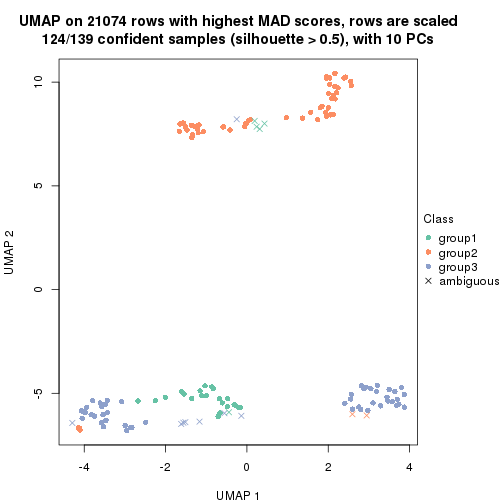 UMAP on 21074 rows with highest MAD scores, rows are scaled
124/139 confident samples (silhouette > 0.5), with 10 PCs
10
5
0
-5
UMAP 2
-4
-2
0
2
4
UMAP 1
Class
group1
group2
group3
ambiguous